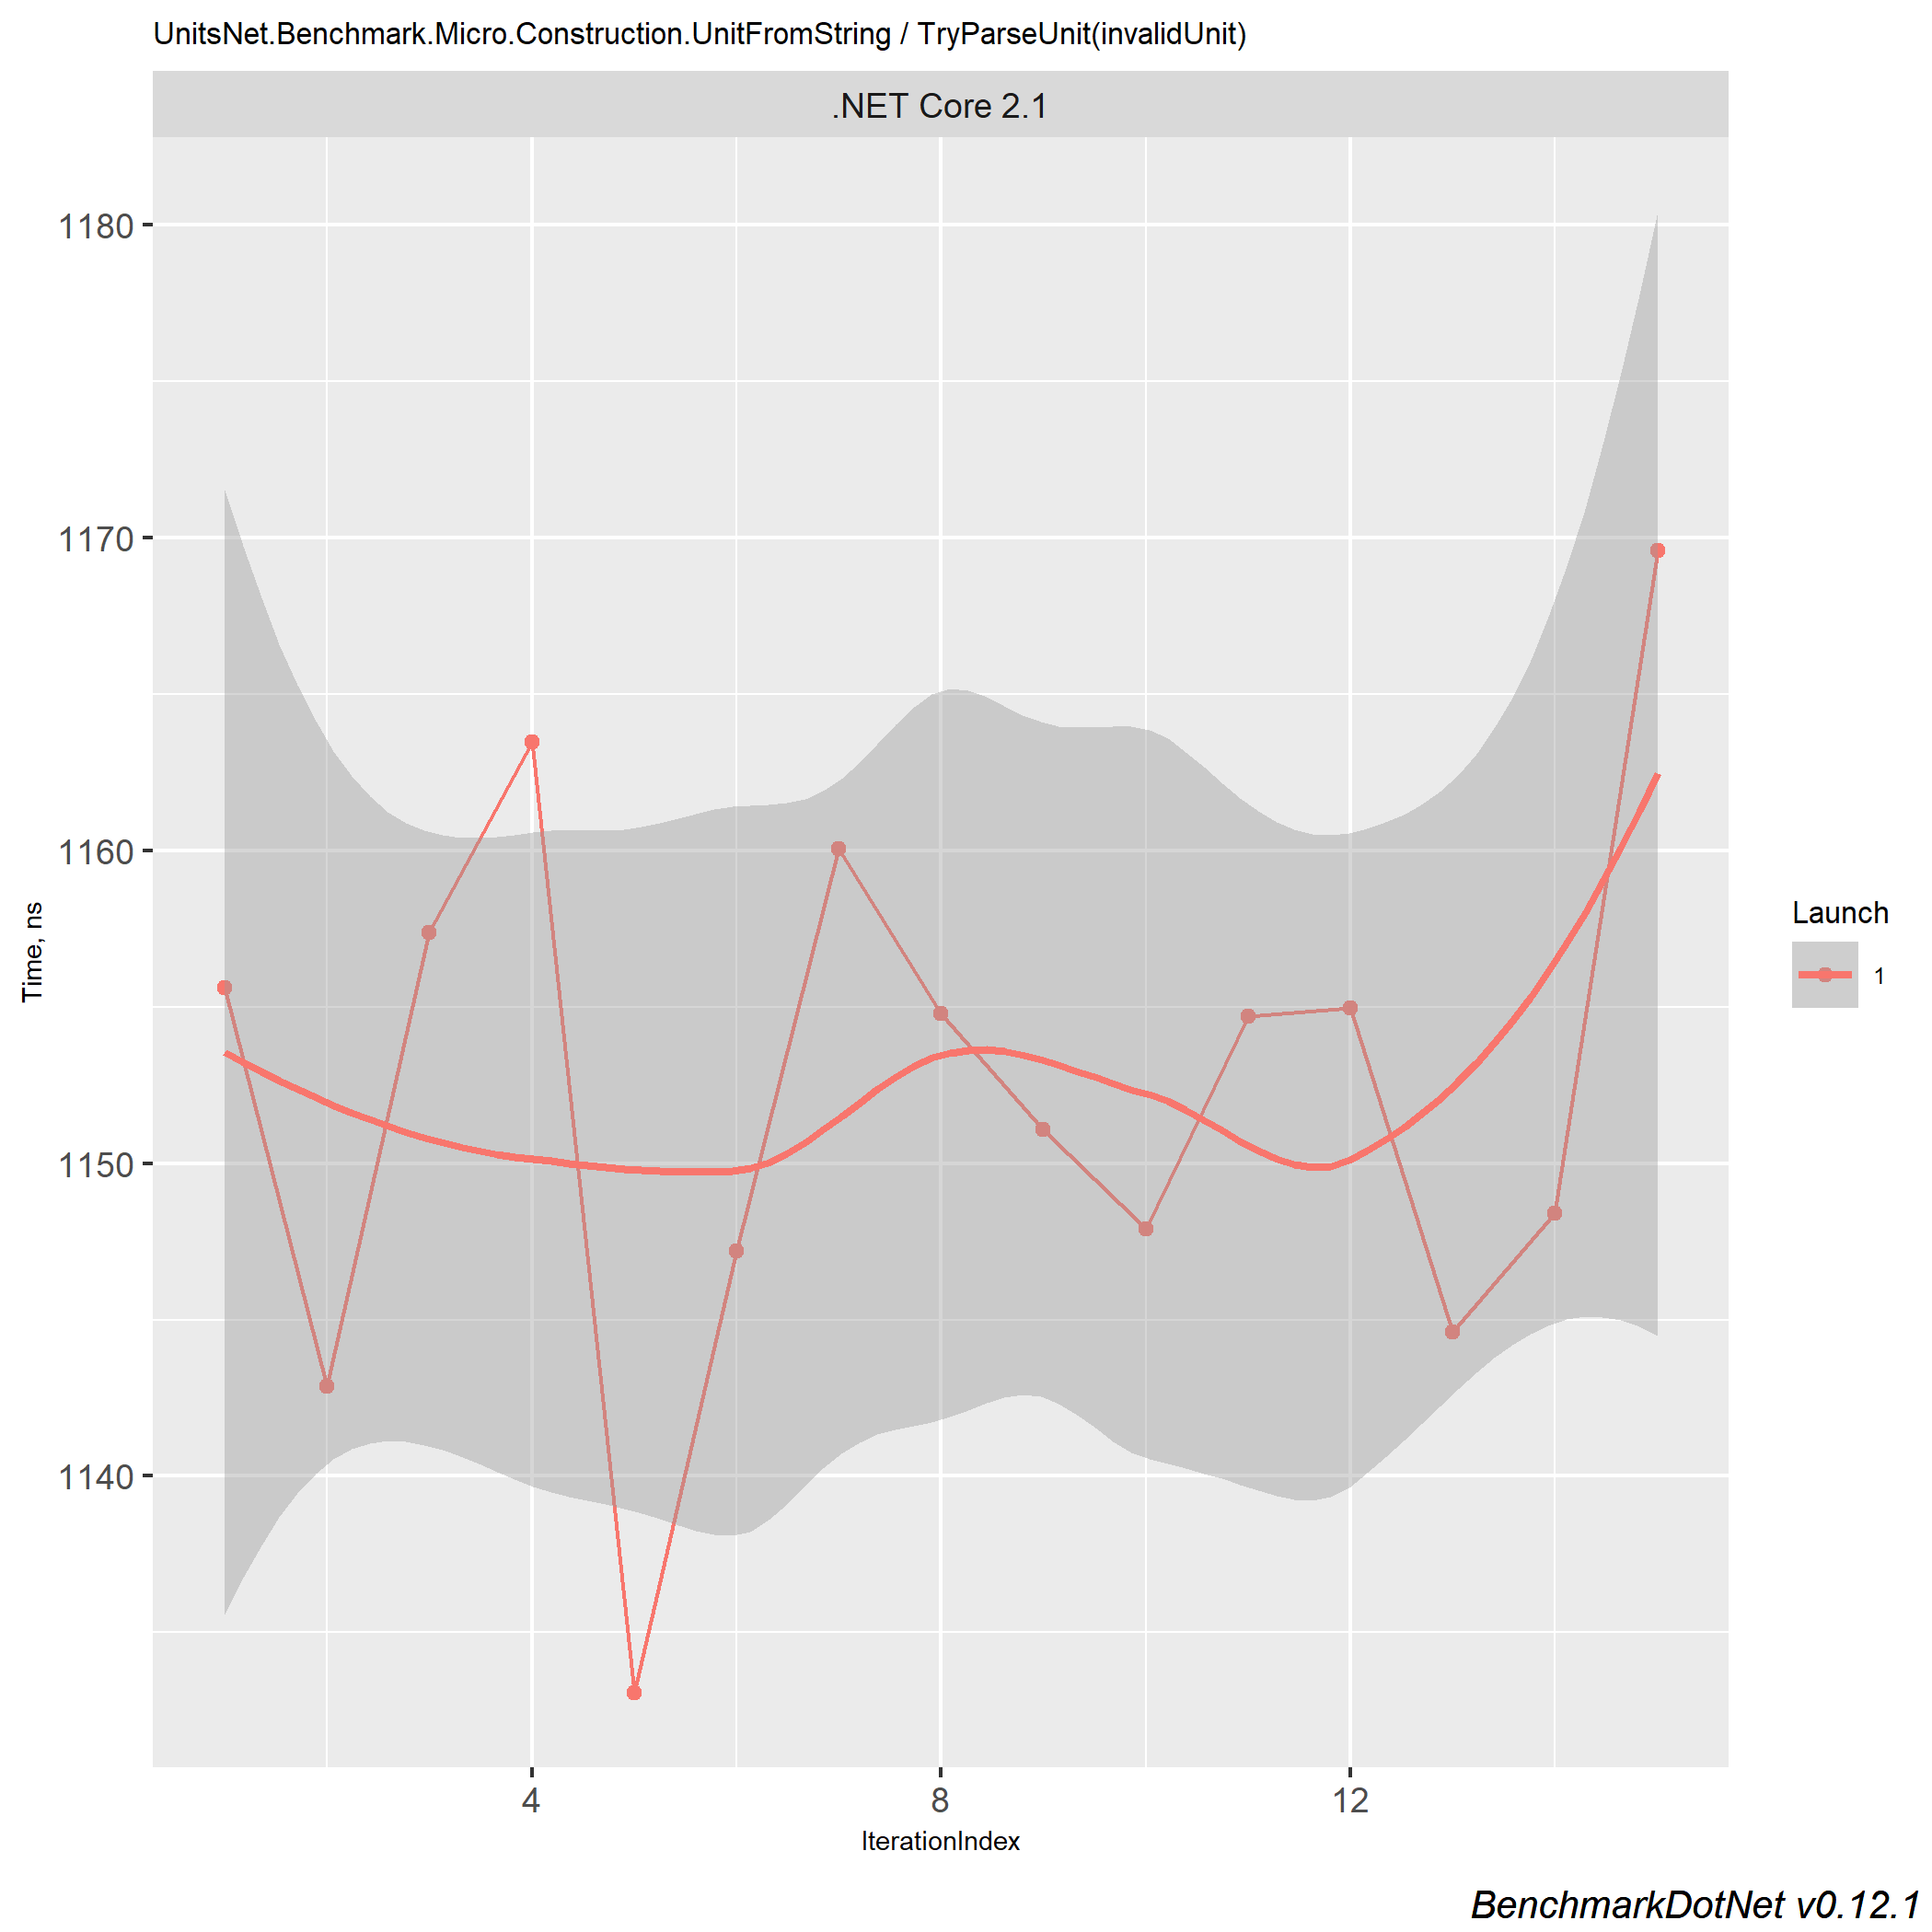 UnitsNet.Benchmark.Micro.Construction.UnitFromString / TryParseUnit(invalidUnit)
.NET Core 2.1
1180
1170
1160
1150
1140
Time, ns
4
8
12
IterationIndex
Launch
1
BenchmarkDotNet v0.12.1